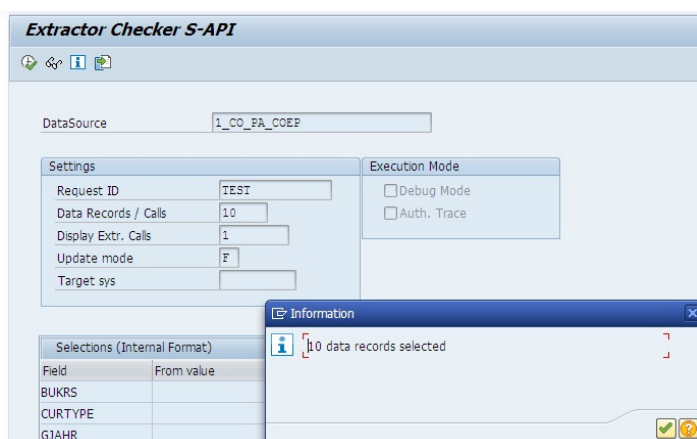 Extractor Checker S-API
DataSource 1_CO_PA_COEP
Settings
Execution Mode
Request ID TEST
Debug Mode
Data Records / Calls 10
Auth. Trace
Display Extr. Calls 1
Update mode F
Target sys
Information
10 data records selected
Selections (Internal Format)
Field From value
BUKRS
CURTYPE
GJAHR